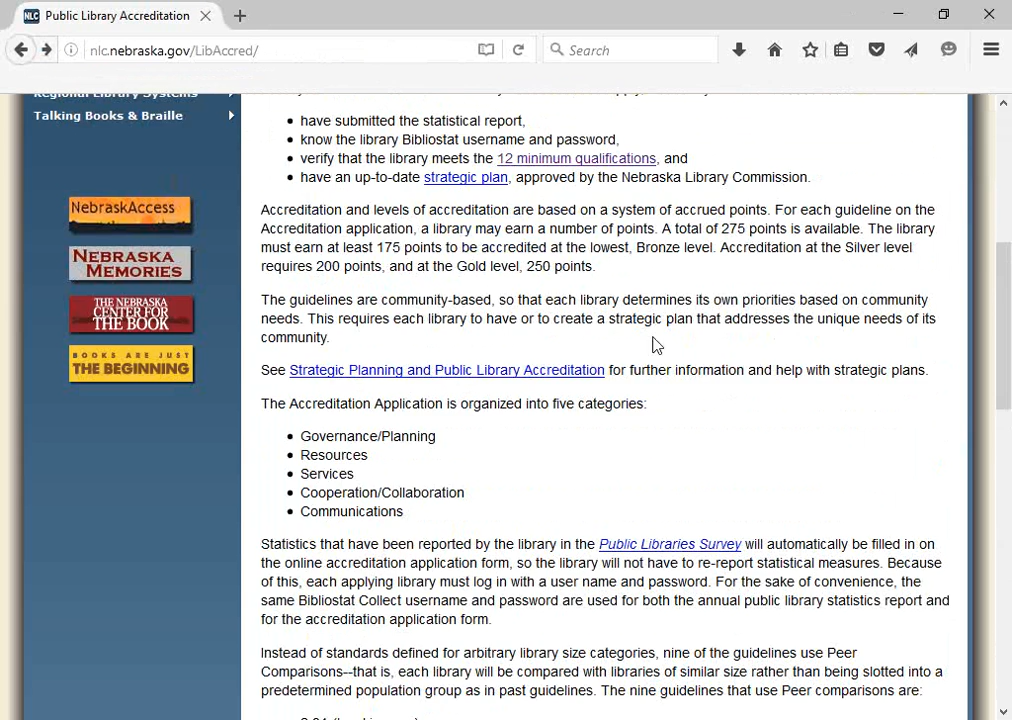 Public Library Accreditation
nlc.nebraska.gov/LibAccred/
Search
Regional Library Systems
Talking Books & Braille
NebraskAccess
NEBRASKA
MEMORIES
THE NEBRASKA
CENTER FOR
THE BOOK
BOOKS ARE JUST
THE BEGINNING
have submitted the statistical report,
know the library Bibliostat username and password,
verify that the library meets the 12 minimum qualifications, and
have an up-to-date strategic plan, approved by the Nebraska Library Commission.
Accreditation and levels of accreditation are based on a system of accrued points. For each guideline on the
Accreditation application, a library may earn a number of points. A total of 275 points is available. The library
must earn at least 175 points to be accredited at the lowest, Bronze level. Accreditation at the Silver level
requires 200 points, and at the Gold level, 250 points.
The guidelines are community-based, so that each library determines its own priorities based on community
needs. This requires each library to have or to create a strategic plan that addresses the unique needs of its
community.
See Strategic Planning and Public Library Accreditation for further information and help with strategic plans.
The Accreditation Application is organized into five categories:
Governance/Planning
Resources
Services
Cooperation/Collaboration
Communications
Statistics that have been reported by the library in the Public Libraries Survey will automatically be filled in on
the online accreditation application form, so the library will not have to re-report statistical measures. Because
of this, each applying library must log in with a user name and password. For the sake of convenience, the
same Bibliostat Collect username and password are used for both the annual public library statistics report and
for the accreditation application form.
Instead of standards defined for arbitrary library size categories, nine of the guidelines use Peer
Comparisons--that is, each library will be compared with libraries of similar size rather than being slotted into a
predetermined population group as in past guidelines. The nine guidelines that use Peer comparisons are: